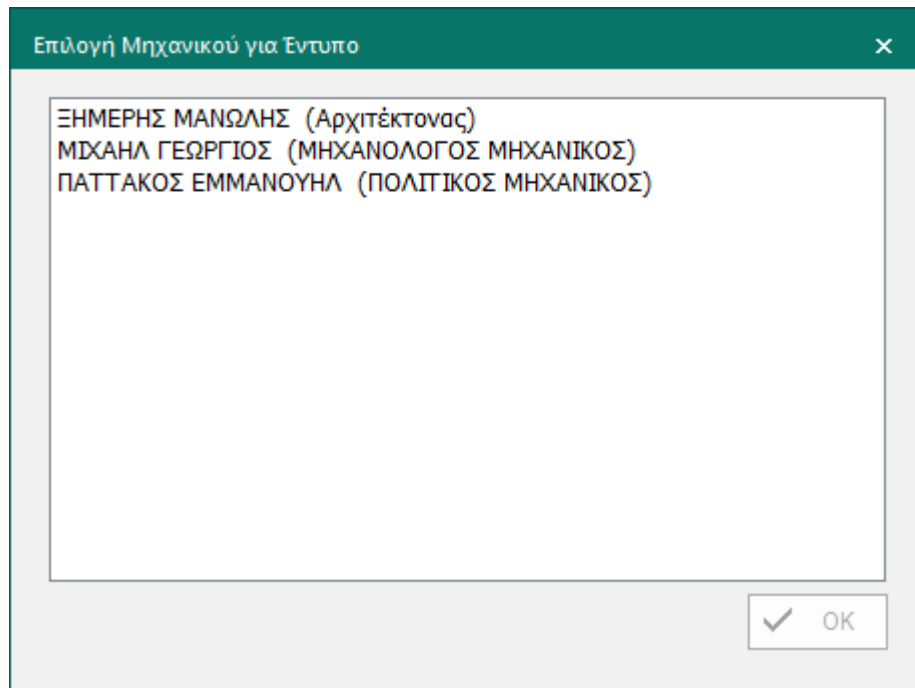 Επιλογή Μηχανικού για Έντυπο
ΞΗΜΕΡΗΣ ΜΑΝΩΛΗΣ (Αρχιτέκτονας)
ΜΙΧΑΗΛ ΓΕΩΡΓΙΟΣ (ΜΗΧΑΝΟΛΟΓΟΣ ΜΗΧΑΝΙΚΟΣ)
ΠΑΤΤΑΚΟΣ ΕΜΜΑΝΟΥΗΛ (ΠΟΛΙΤΙΚΟΣ ΜΗΧΑΝΙΚΟΣ)
OK